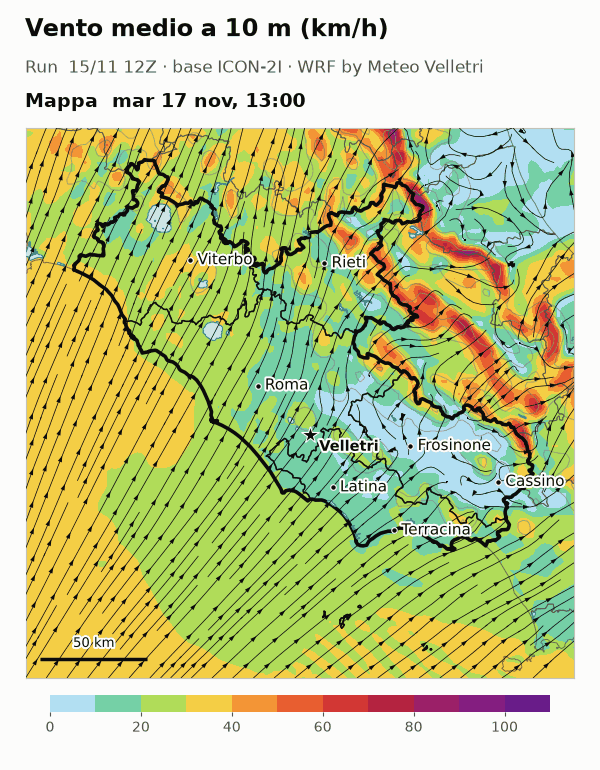 Vento medio a 10 m (km/h)
Run 15/11 12Z · base ICON-2I · WRF by Meteo Velletri
Mappa mar 17 nov, 13:00
Viterbo
Rieti
Roma
Velletri
Frosinone
Cassino
Latina
Terracina
50 km
0 20 40 60 80 100